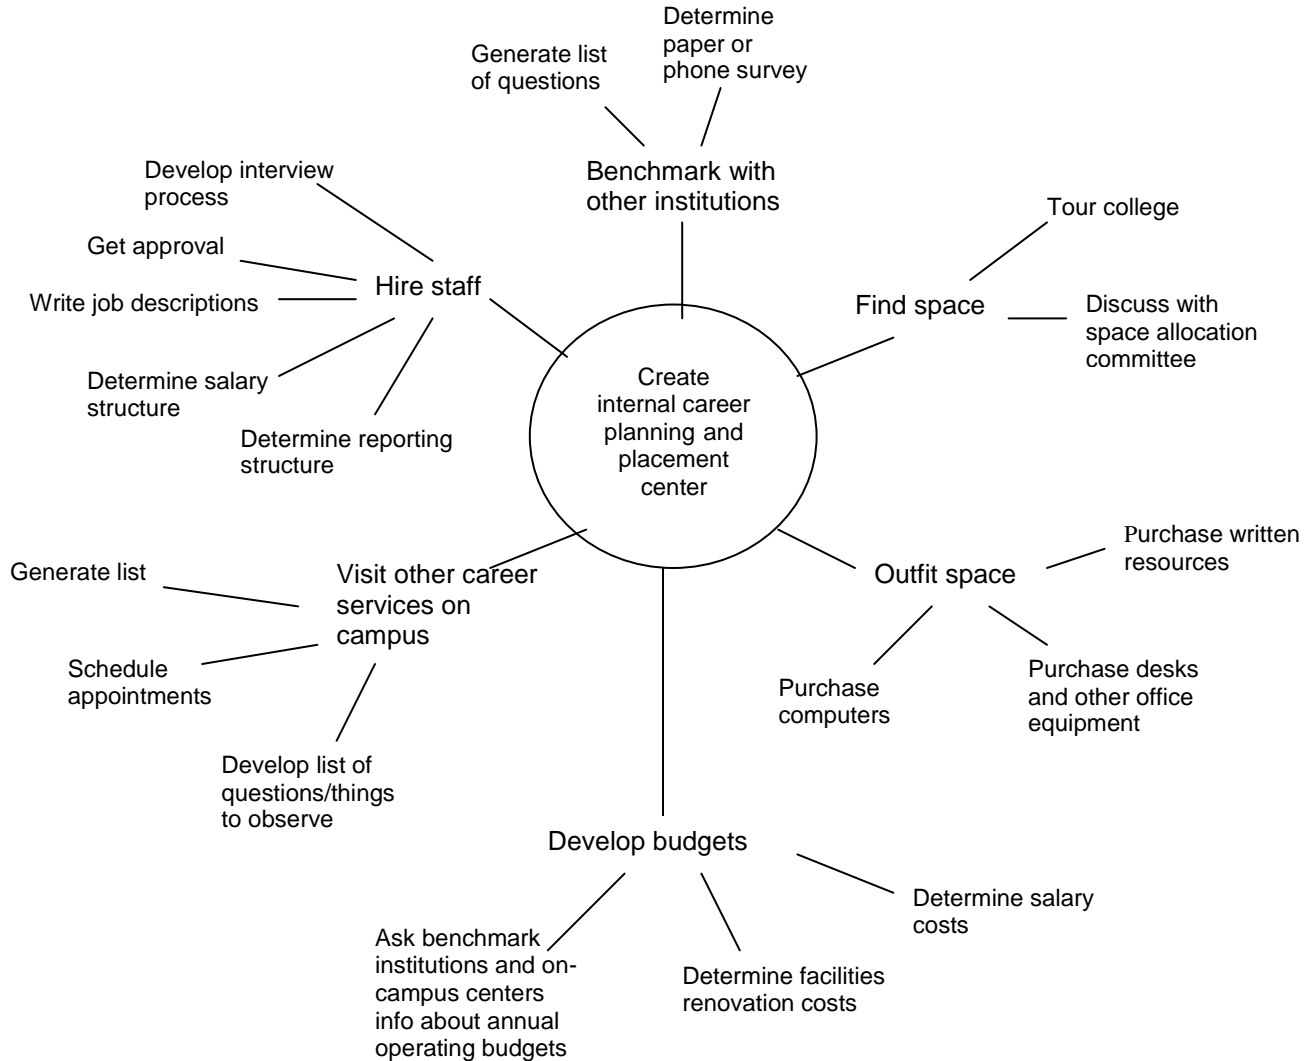 Determine
paper or
phone survey
Generate list
of questions
Benchmark with
other institutions
Develop interview
process
Get approval
Write job descriptions
Hire staff
Determine salary
structure
Determine reporting
structure
Tour college
Find space
Discuss with
space allocation
committee
Create
internal career
planning and
placement
center
Generate list
Visit other career
services on
campus
Schedule
appointments
Develop list of
questions/things
to observe
Purchase written
resources
Outfit space
Purchase
computers
Purchase desks
and other office
equipment
Develop budgets
Ask benchmark
institutions and on-
campus centers
info about annual
operating budgets
Determine facilities
renovation costs
Determine salary
costs